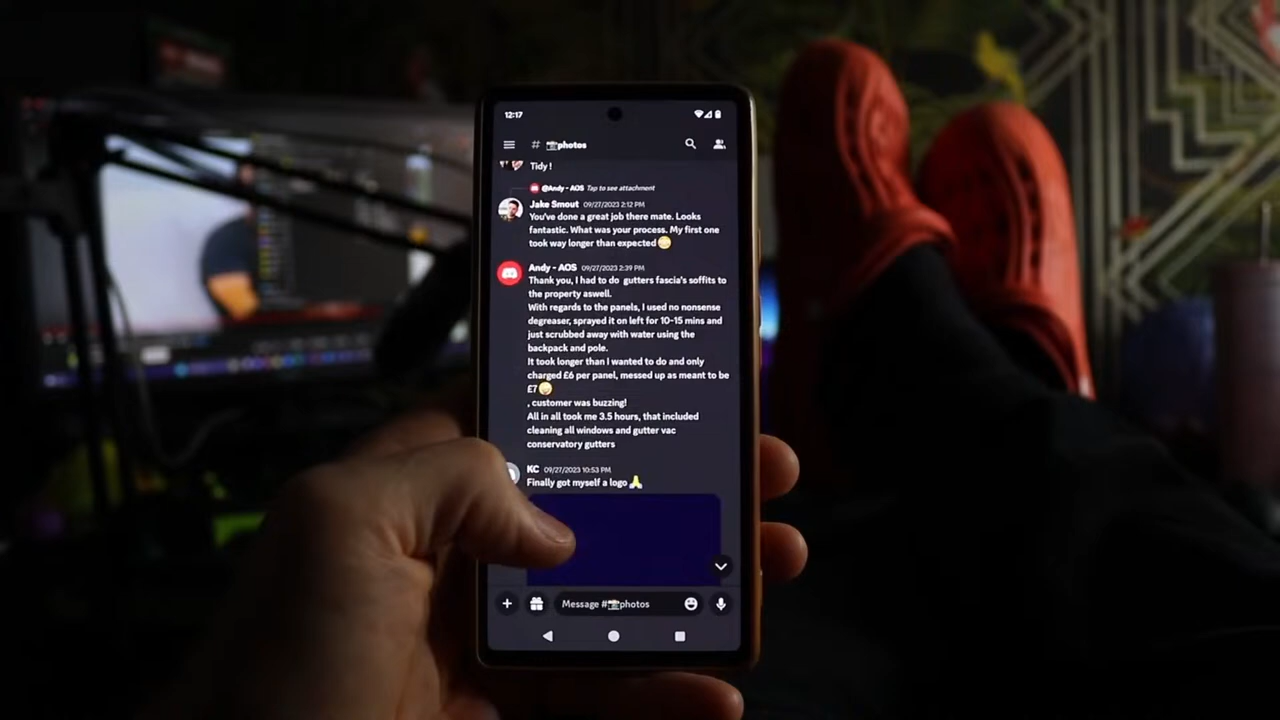 12:17
# 📷photos
Tidy !
@Andy - AOS Tap to see attachment
Jake Smout 09/27/2023 2:12 PM
You've done a great job there mate. Looks
fantastic. What was your process. My first one
took way longer than expected 😅
Andy - AOS 09/27/2023 2:39 PM
Thank you, I had to do gutters fascia's soffits to
the property aswell.
With regards to the panels, I used no nonsense
degreaser, sprayed it on left for 10-15 mins and
just scrubbed away with water using the
backpack and pole.
It took longer than I wanted to do and only
charged £6 per panel, messed up as meant to be
£7😅
, customer was buzzing!
All in all took me 3.5 hours, that included
cleaning all windows and gutter vac
conservatory gutters
KC 09/27/2023 10:53 PM
Finally got myself a logo 🙏
Message #📷photos